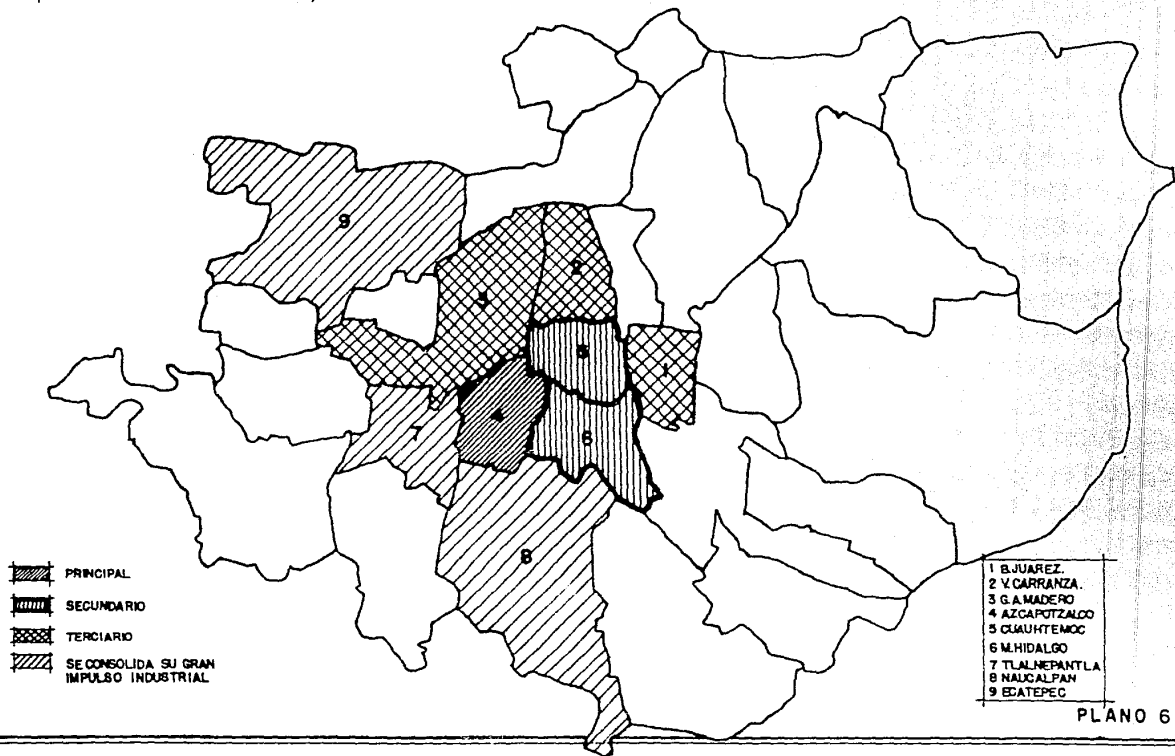 9
2
3
5
1
4
7
6
8
PRINCIPAL
SECUNDARIO
TERCIARIO
SE CONSOLIDA SU GRAN
IMPULSO INDUSTRIAL
1 B.JUAREZ.
2 V.CARRANZA.
3 G.A.MADERO
4 AZCAPOTZALCO
5 CUAUHTEMOC
6 M.HIDALGO
7 TLALNEPANTLA
8 NAUCALPAN
9 ECATEPEC
PLANO 6